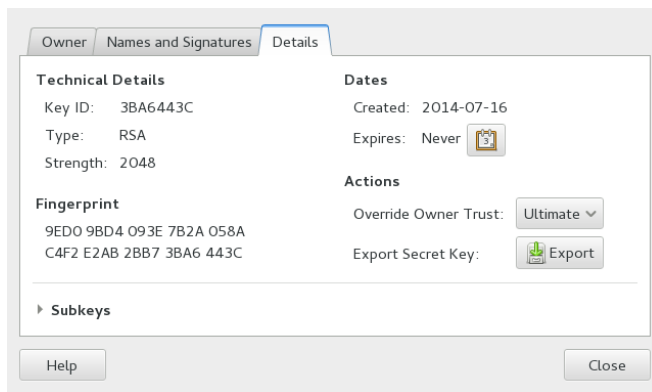 Owner
Names and Signatures
Details
Technical Details
Key ID: 3BA6443C
Type: RSA
Strength: 2048
Fingerprint
9ED0 9BD4 093E 7B2A 058A
C4F2 E2AB 2BB7 3BA6 443C
Dates
Created: 2014-07-16
Expires: Never
3
Actions
Override Owner Trust: Ultimate
Export Secret Key: Export
Subkeys
Help
Close